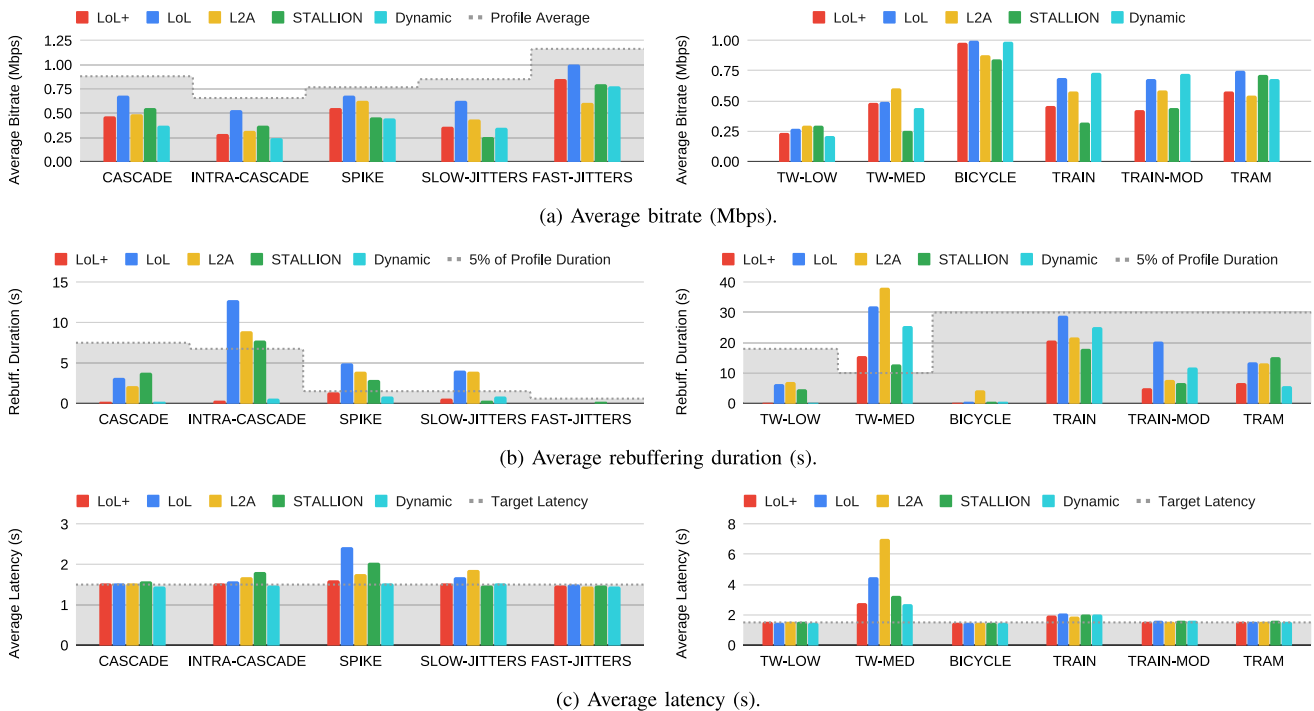 LoL+ LoL L2A STALLION Dynamic Profile Average
Average Bitrate (Mbps)
1.25
1.00
0.75
0.50
0.25
0.00
CASCADE INTRA-CASCADE SPIKE SLOW-JITTERS FAST-JITTERS
LoL+ LoL L2A STALLION Dynamic
Average Bitrate (Mbps)
1.00
0.75
0.50
0.25
0.00
TW-LOW TW-MED BICYCLE TRAIN TRAIN-MOD TRAM
(a) Average bitrate (Mbps).
LoL+ LoL L2A STALLION Dynamic 5% of Profile Duration
Rebuff. Duration (s)
15
10
5
0
CASCADE INTRA-CASCADE SPIKE SLOW-JITTERS FAST-JITTERS
LoL+ LoL L2A STALLION Dynamic 5% of Profile Duration
Rebuff. Duration (s)
40
30
20
10
0
TW-LOW TW-MED BICYCLE TRAIN TRAIN-MOD TRAM
(b) Average rebuffering duration (s).
LoL+ LoL L2A STALLION Dynamic Target Latency
Average Latency (s)
3
2
1
0
CASCADE INTRA-CASCADE SPIKE SLOW-JITTERS FAST-JITTERS
LoL+ LoL L2A STALLION Dynamic Target Latency
Average Latency (s)
8
6
4
2
0
TW-LOW TW-MED BICYCLE TRAIN TRAIN-MOD TRAM
(c) Average latency (s).